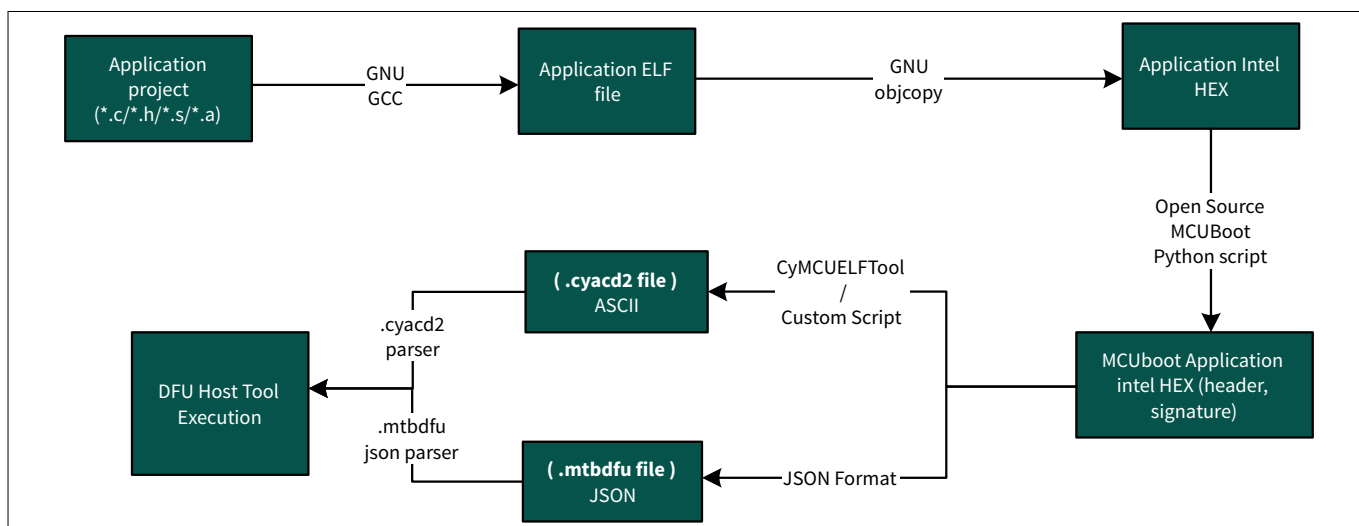 Application
project
(*.c/*.h/*.s/*.a)
GNU
GCC
Application ELF
file
GNU
objcopy
Application Intel
HEX
Open Source
MCUBoot
Python script
MCUboot Application
intel HEX (header,
signature)
CyMCUELFTool
/
Custom Script
( .cyacd2 file )
ASCII
.cyacd2
parser
JSON Format
( .mtbdfu file )
JSON
.mtbdfu
json parser
DFU Host Tool
Execution